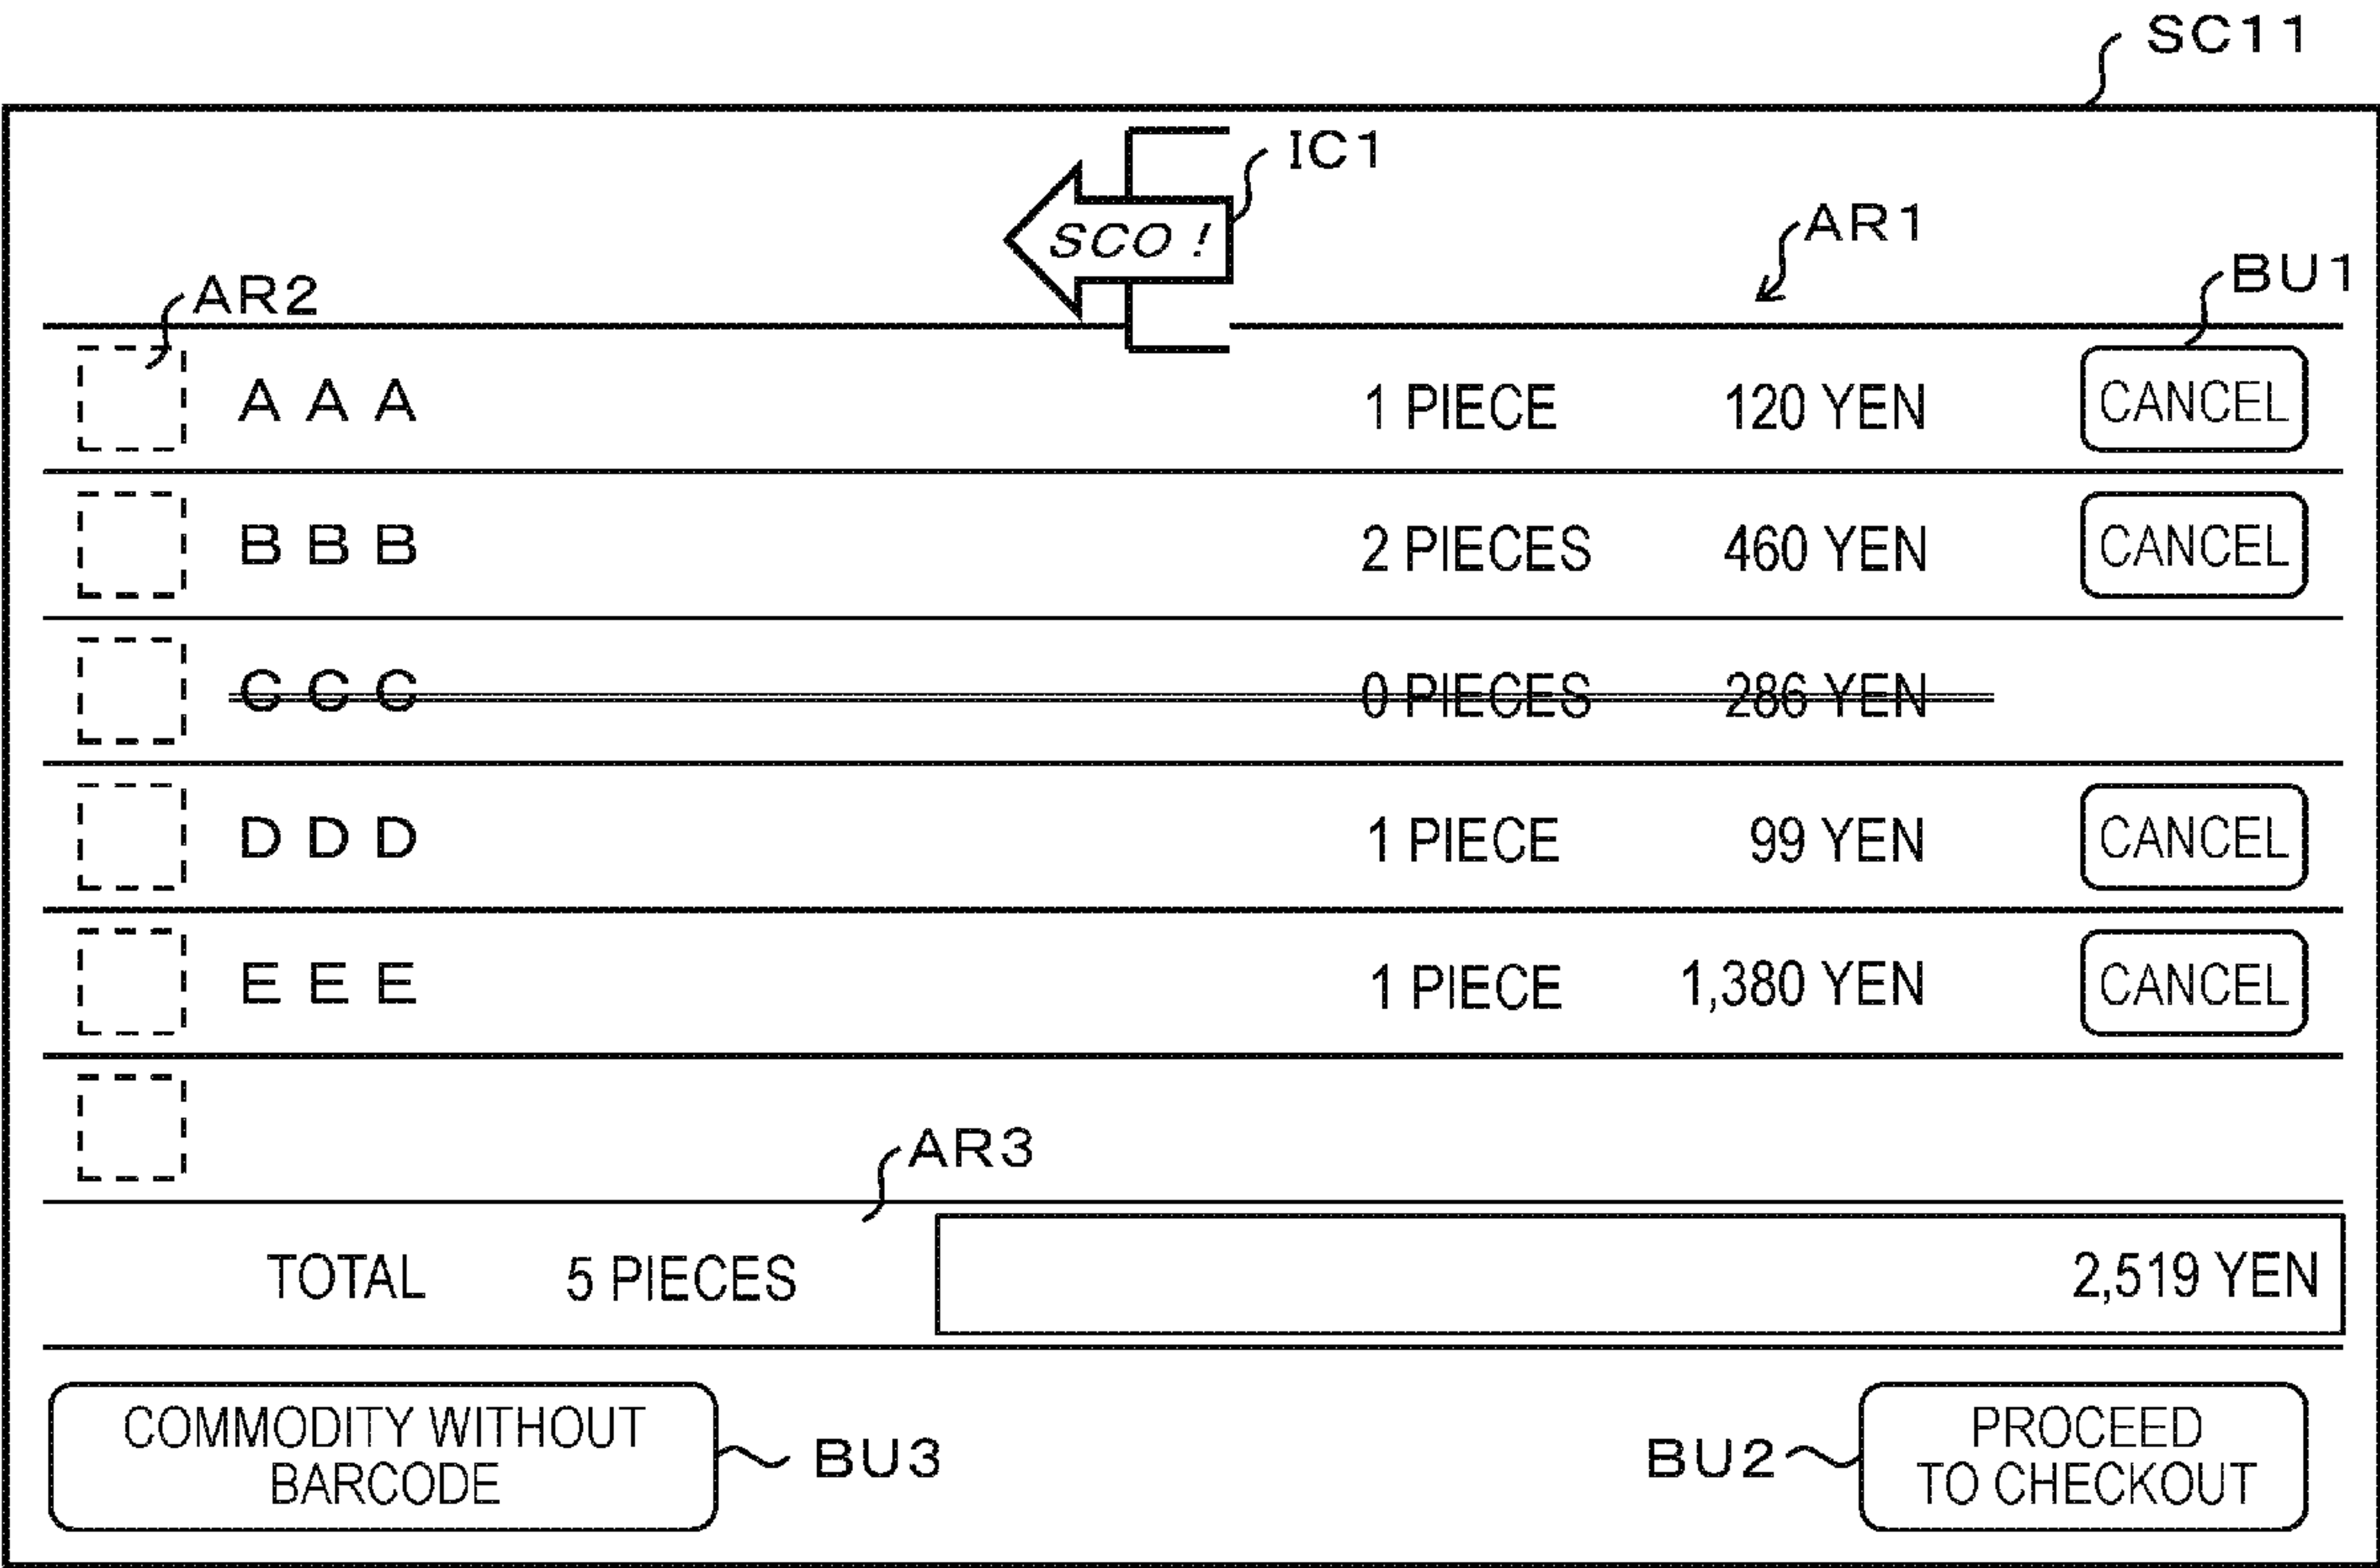 SC11
IC1
SCO!
AR1
BU1
AR2
A A A 1 PIECE 120 YEN CANCEL
B B B 2 PIECES 460 YEN CANCEL
C C C 0 PIECES 286 YEN
D D D 1 PIECE 99 YEN CANCEL
E E E 1 PIECE 1,380 YEN CANCEL
AR3
TOTAL 5 PIECES 2,519 YEN
COMMODITY WITHOUT
BARCODE
BU3
BU2
PROCEED
TO CHECKOUT